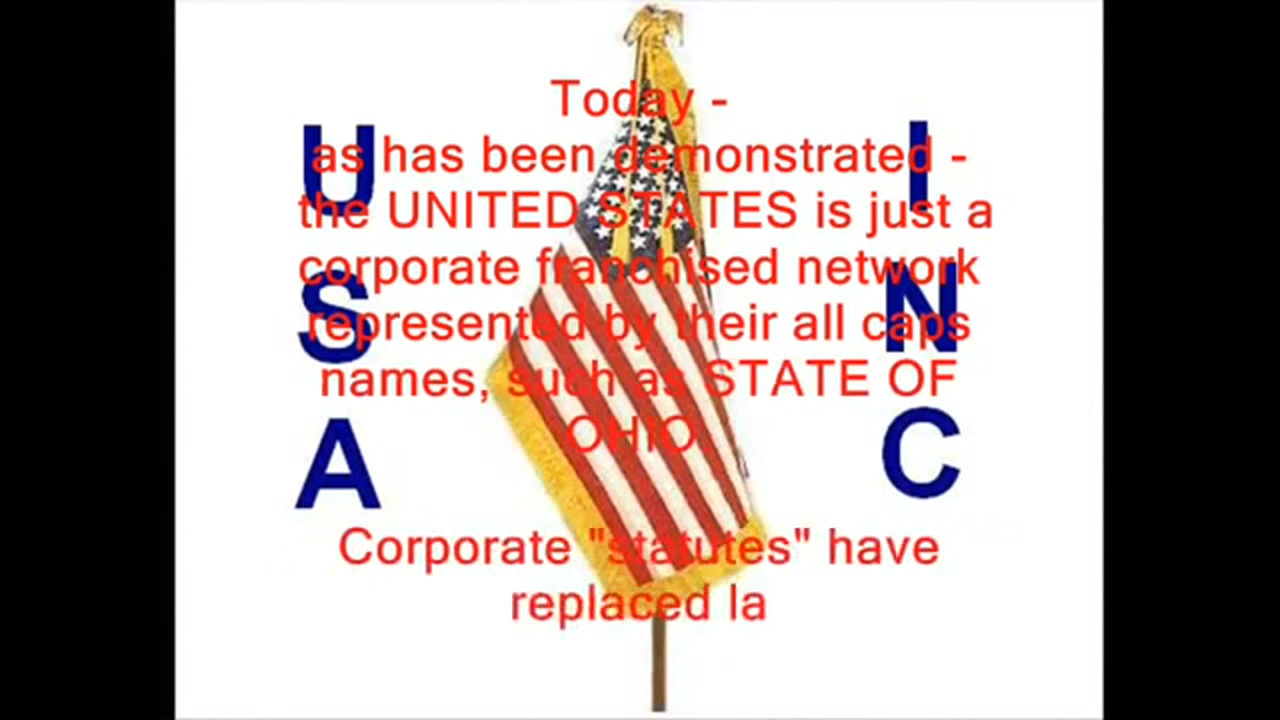 Today -
as has been demonstrated -
the UNITED STATES is just a
corporate franchised network
represented by their all caps
names, such as STATE OF
OHIO
Corporate "statutes" have
replaced la
U
S
A
I
N
C